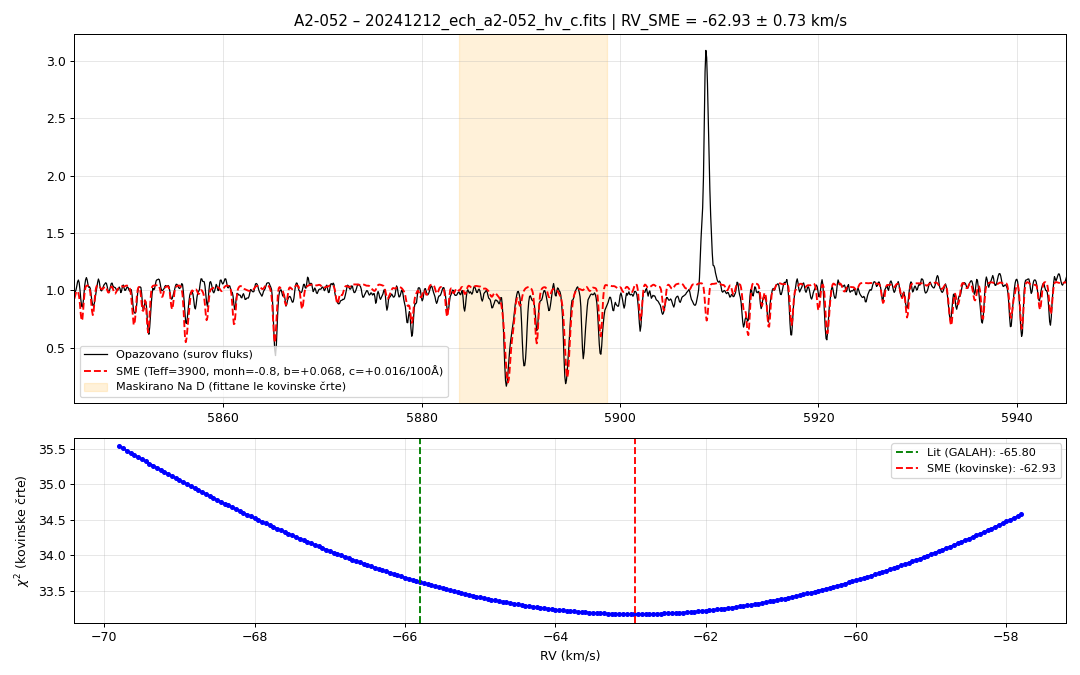 A2-052 – 20241212_ech_a2-052_hv_c.fits | RV_SME = -62.93 ± 0.73 km/s
3.0
2.5
2.0
1.5
1.0
0.5
Opazovano (surov fluks)
SME (Teff=3900, monh=-0.8, b=+0.068, c=+0.016/100Å)
Maskirano Na D (fittane le kovinske črte)
5860 5880 5900 5920 5940
35.5
35.0
34.5
34.0
33.5
χ² (kovinske črte)
Lit (GALAH): -65.80
SME (kovinske): -62.93
−70 −68 −66 −64 −62 −60 −58
RV (km/s)